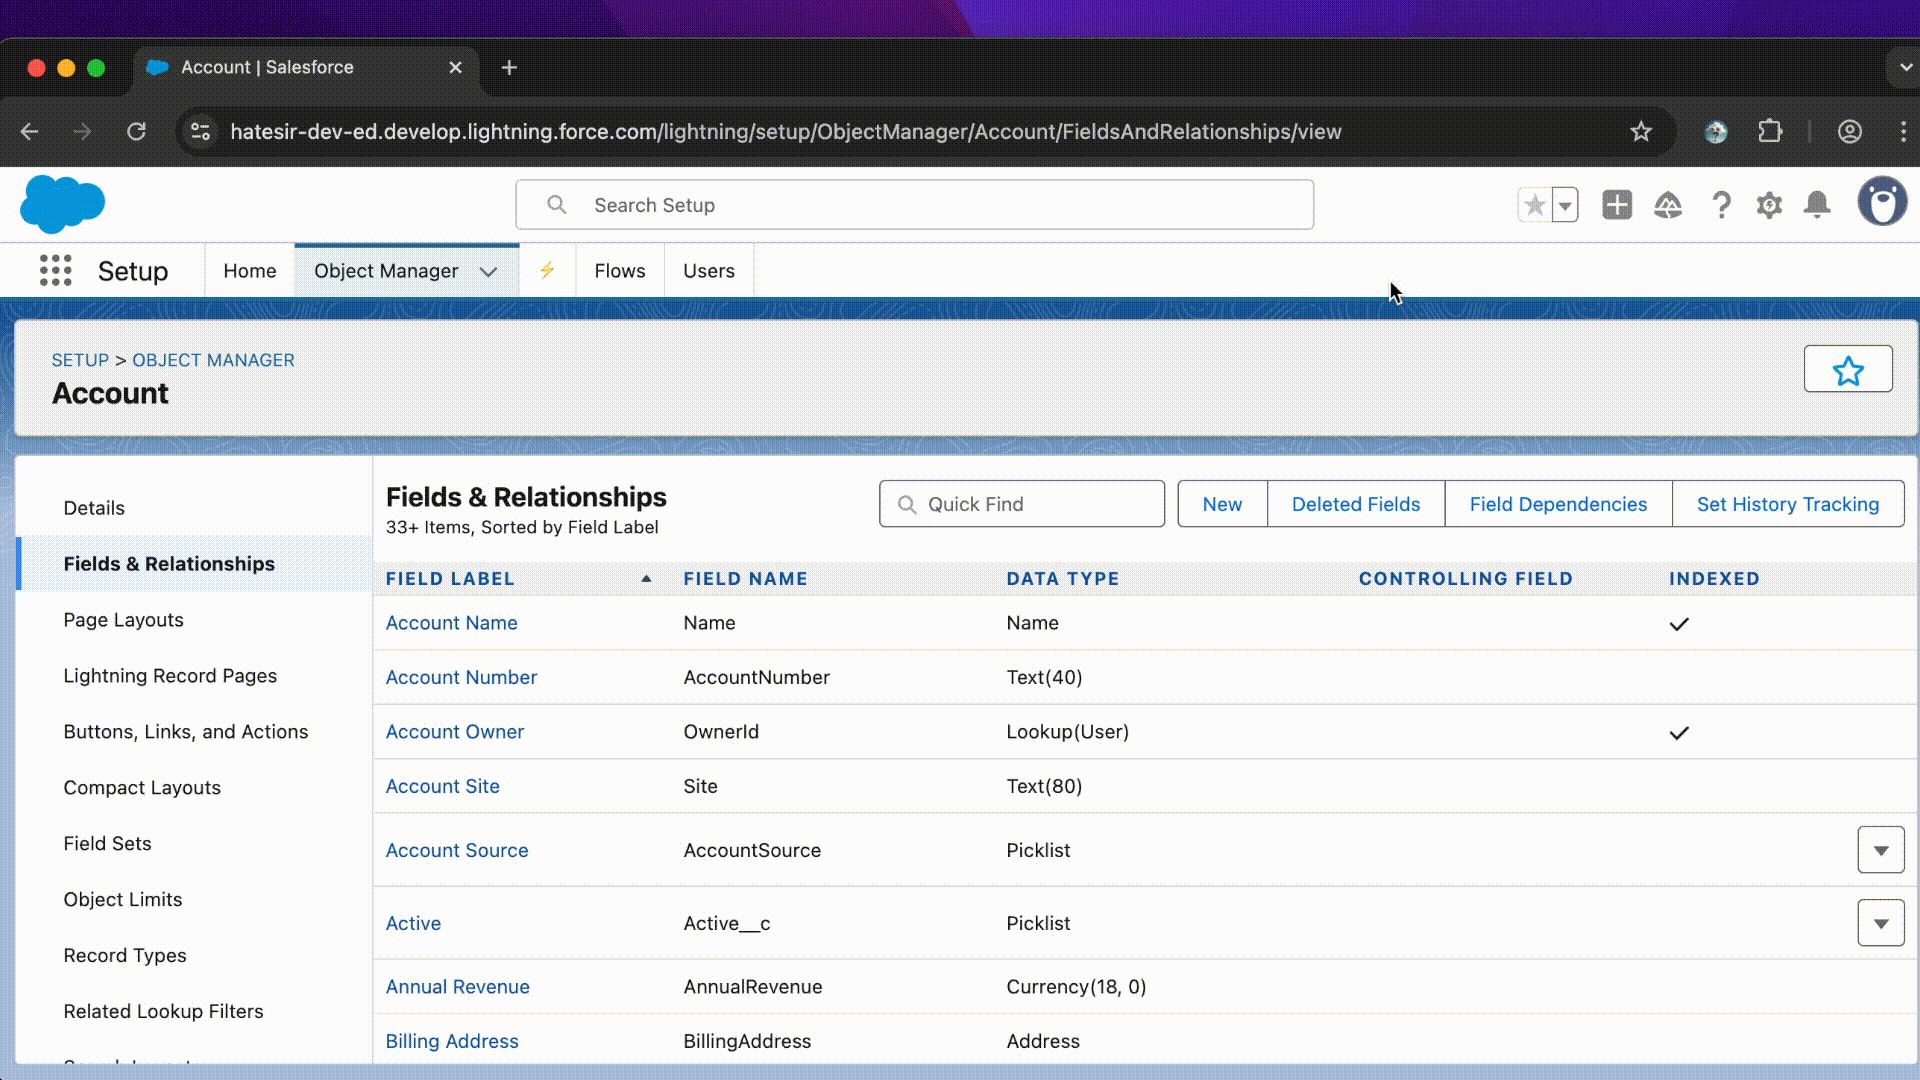 Account | Salesforce
hatesir-dev-ed.develop.lightning.force.com/lightning/setup/ObjectManager/Account/FieldsAndRelationships/view
Search Setup
Setup
Home
Object Manager
Flows
Users
SETUP > OBJECT MANAGER
Account
Details
Fields & Relationships
Page Layouts
Lightning Record Pages
Buttons, Links, and Actions
Compact Layouts
Field Sets
Object Limits
Record Types
Related Lookup Filters
Fields & Relationships
33+ Items, Sorted by Field Label
Quick Find
New
Deleted Fields
Field Dependencies
Set History Tracking
FIELD LABEL FIELD NAME DATA TYPE CONTROLLING FIELD INDEXED
Account Name Name Name
Account Number AccountNumber Text(40)
Account Owner OwnerId Lookup(User)
Account Site Site Text(80)
Account Source AccountSource Picklist
Active Active__c Picklist
Annual Revenue AnnualRevenue Currency(18, 0)
Billing Address BillingAddress Address